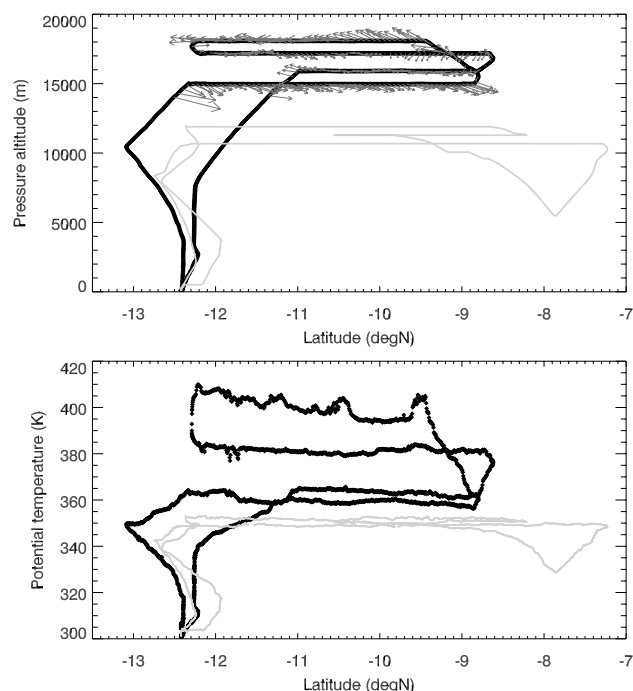 20000
15000
10000
5000
0
Pressure altitude (m)
-13 -12 -11 -10 -9 -8 -7
Latitude (degN)
420
400
380
360
340
320
300
Potential temperature (K)
-13 -12 -11 -10 -9 -8 -7
Latitude (degN)